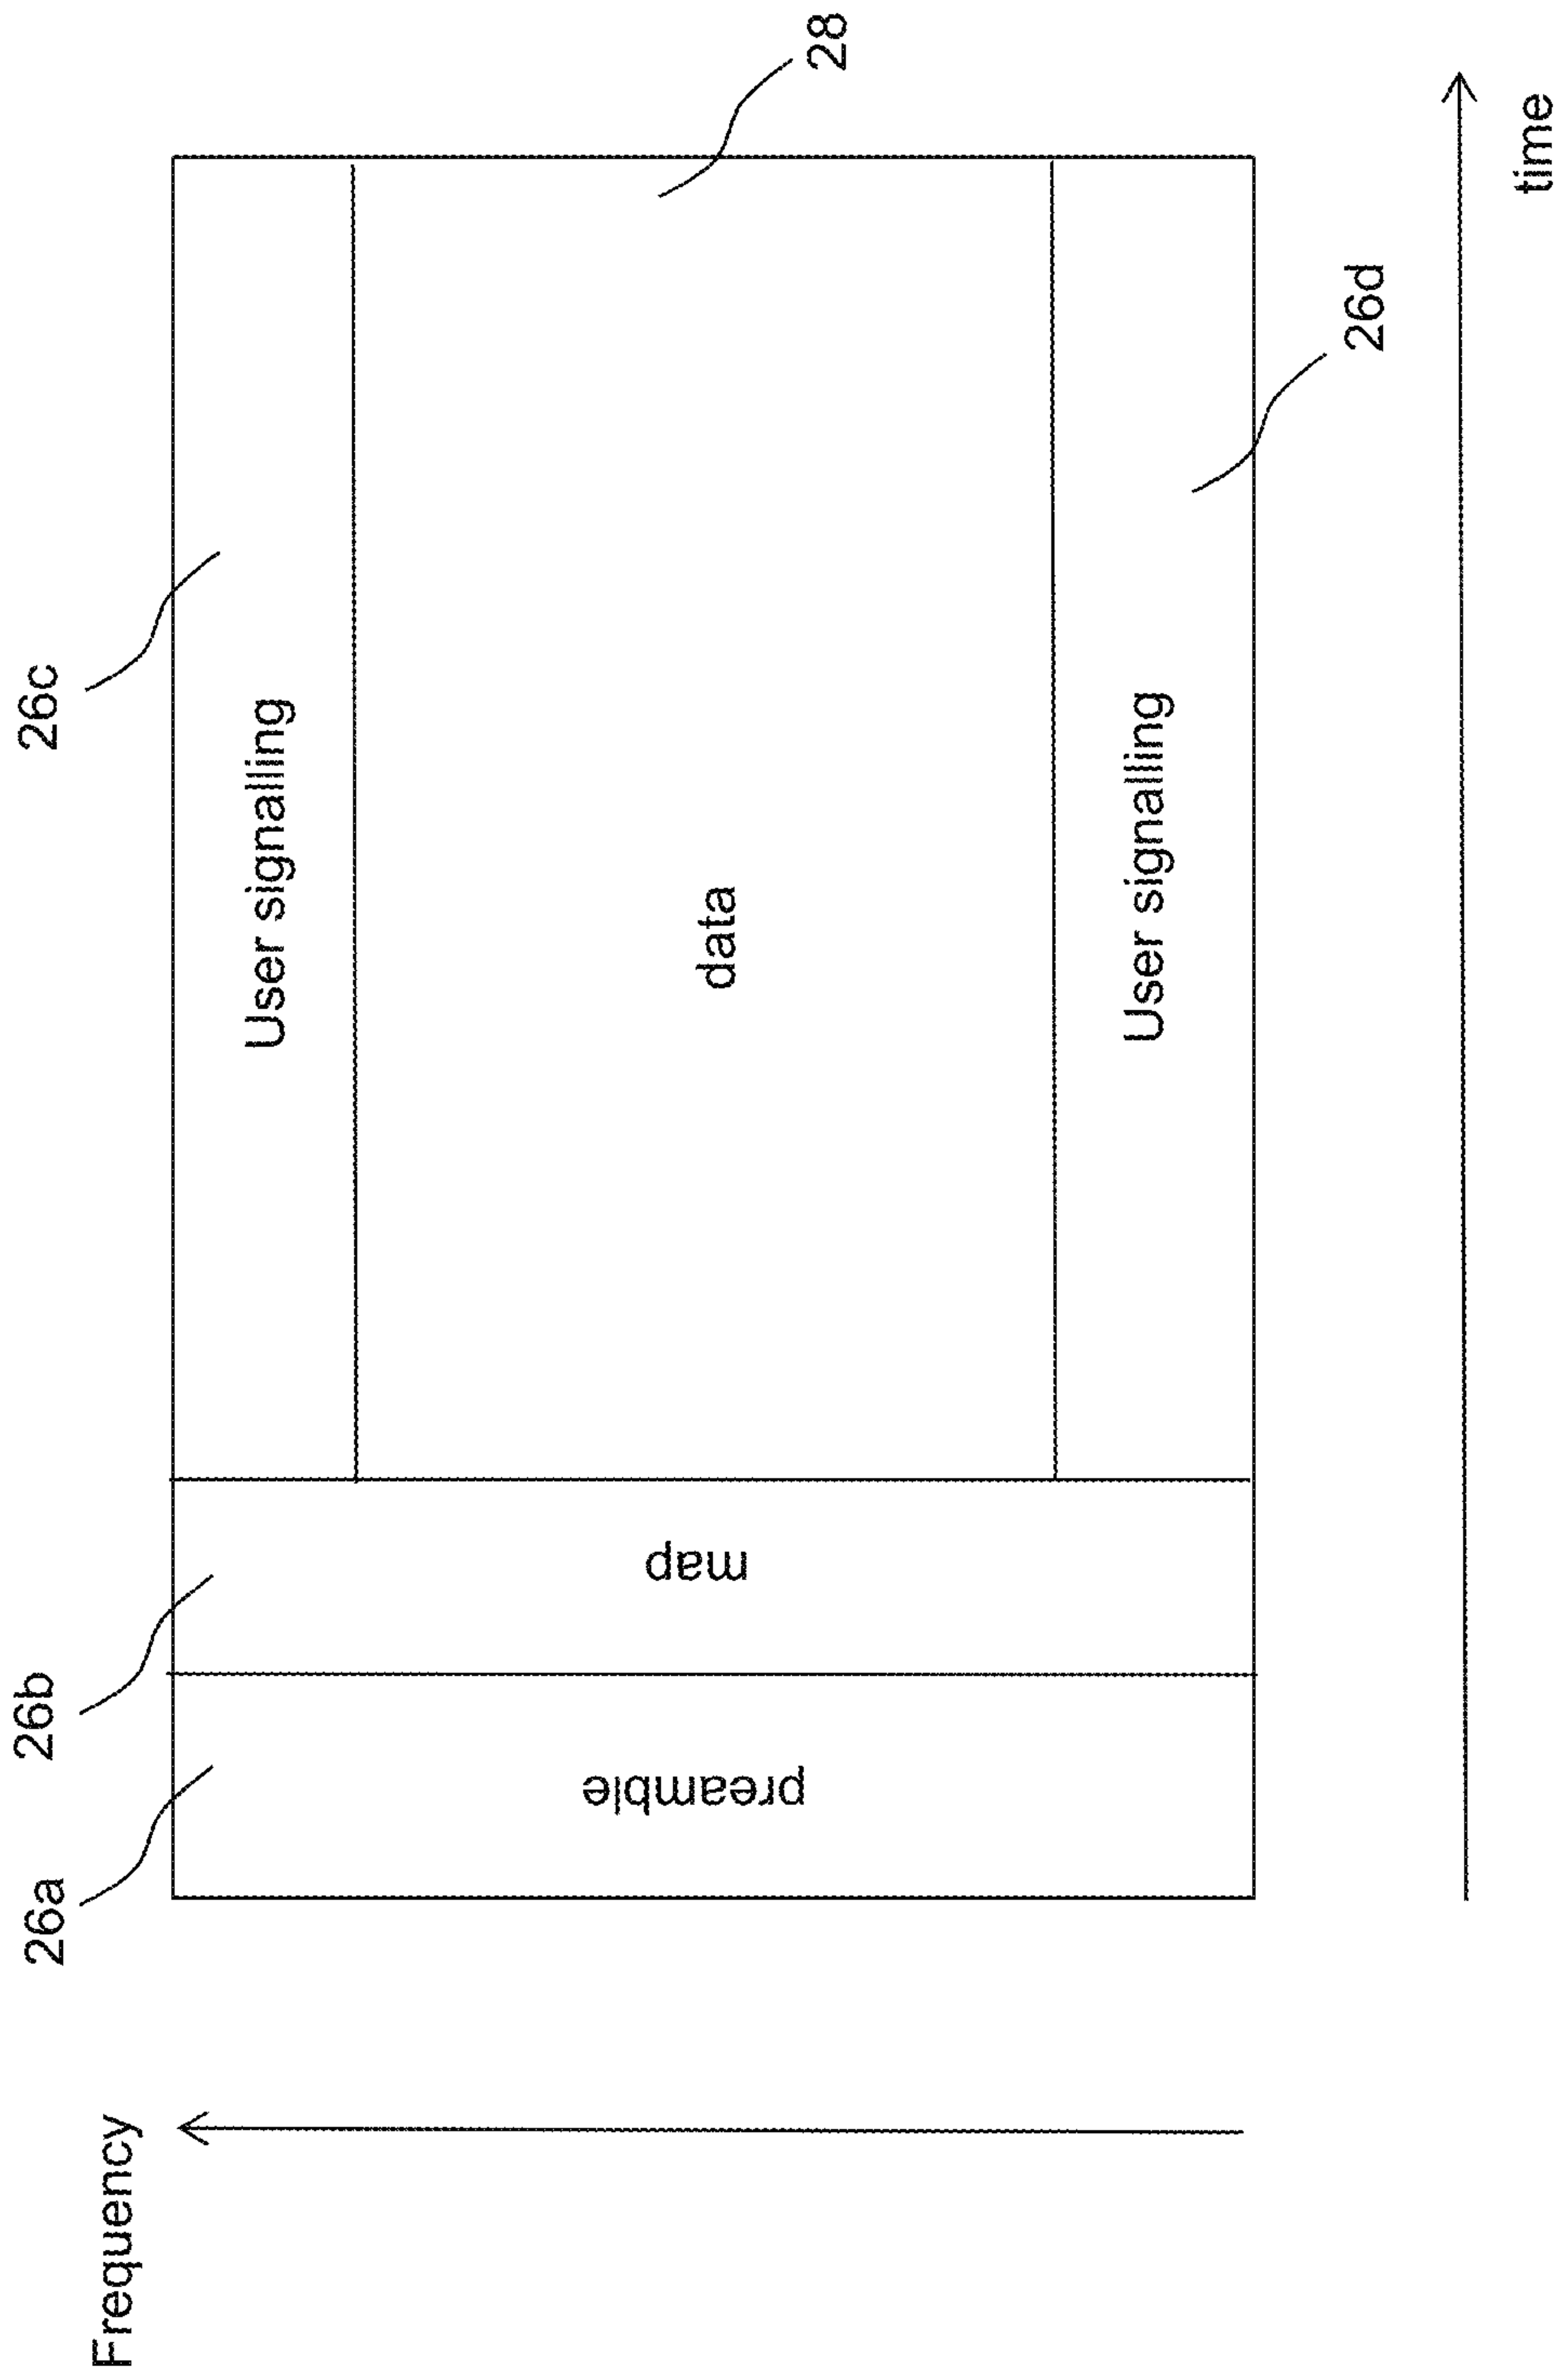 Frequency
26a
26b
26c
preamble
map
User signalling
data
User signalling
28
26d
time